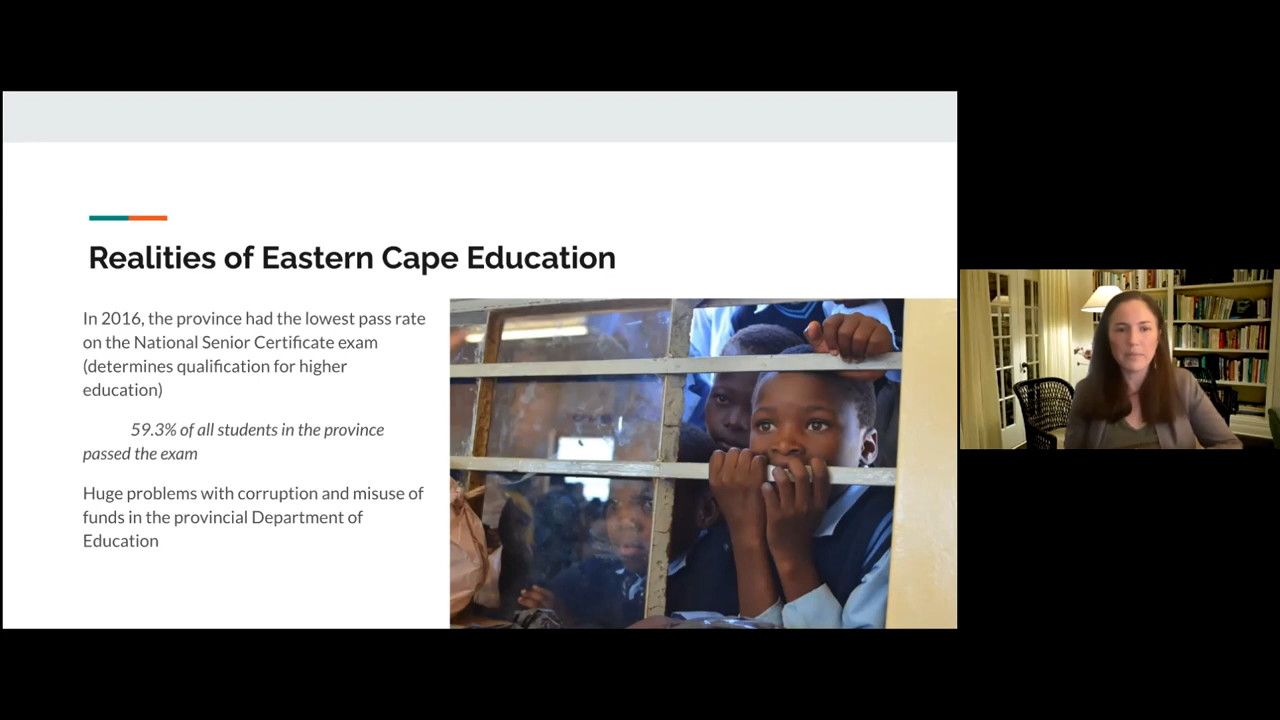 Realities of Eastern Cape Education
In 2016, the province had the lowest pass rate
on the National Senior Certificate exam
(determines qualification for higher
education)
59.3% of all students in the province
passed the exam
Huge problems with corruption and misuse of
funds in the provincial Department of
Education